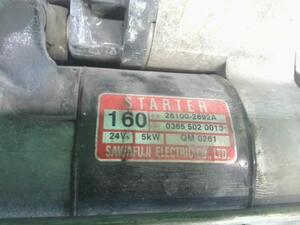 STARTER
160 28100-2892A
0365 502 0013
24V 5kW QM 0261
SAWAFUJI ELECTRIC CO., LTD.